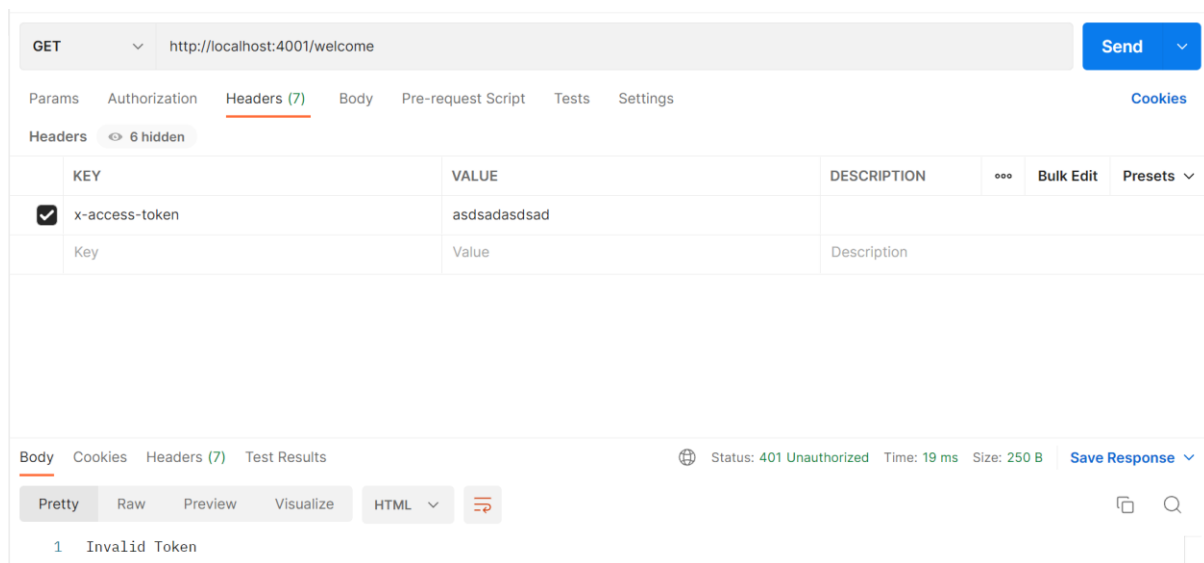 GET http://localhost:4001/welcome Send
Params Authorization Headers (7) Body Pre-request Script Tests Settings Cookies
Headers 6 hidden
KEY VALUE DESCRIPTION ooo Bulk Edit Presets
x-access-token asdsadasdsad
Key Value Description
Body Cookies Headers (7) Test Results Status: 401 Unauthorized Time: 19 ms Size: 250 B Save Response
Pretty Raw Preview Visualize HTML
1 Invalid Token